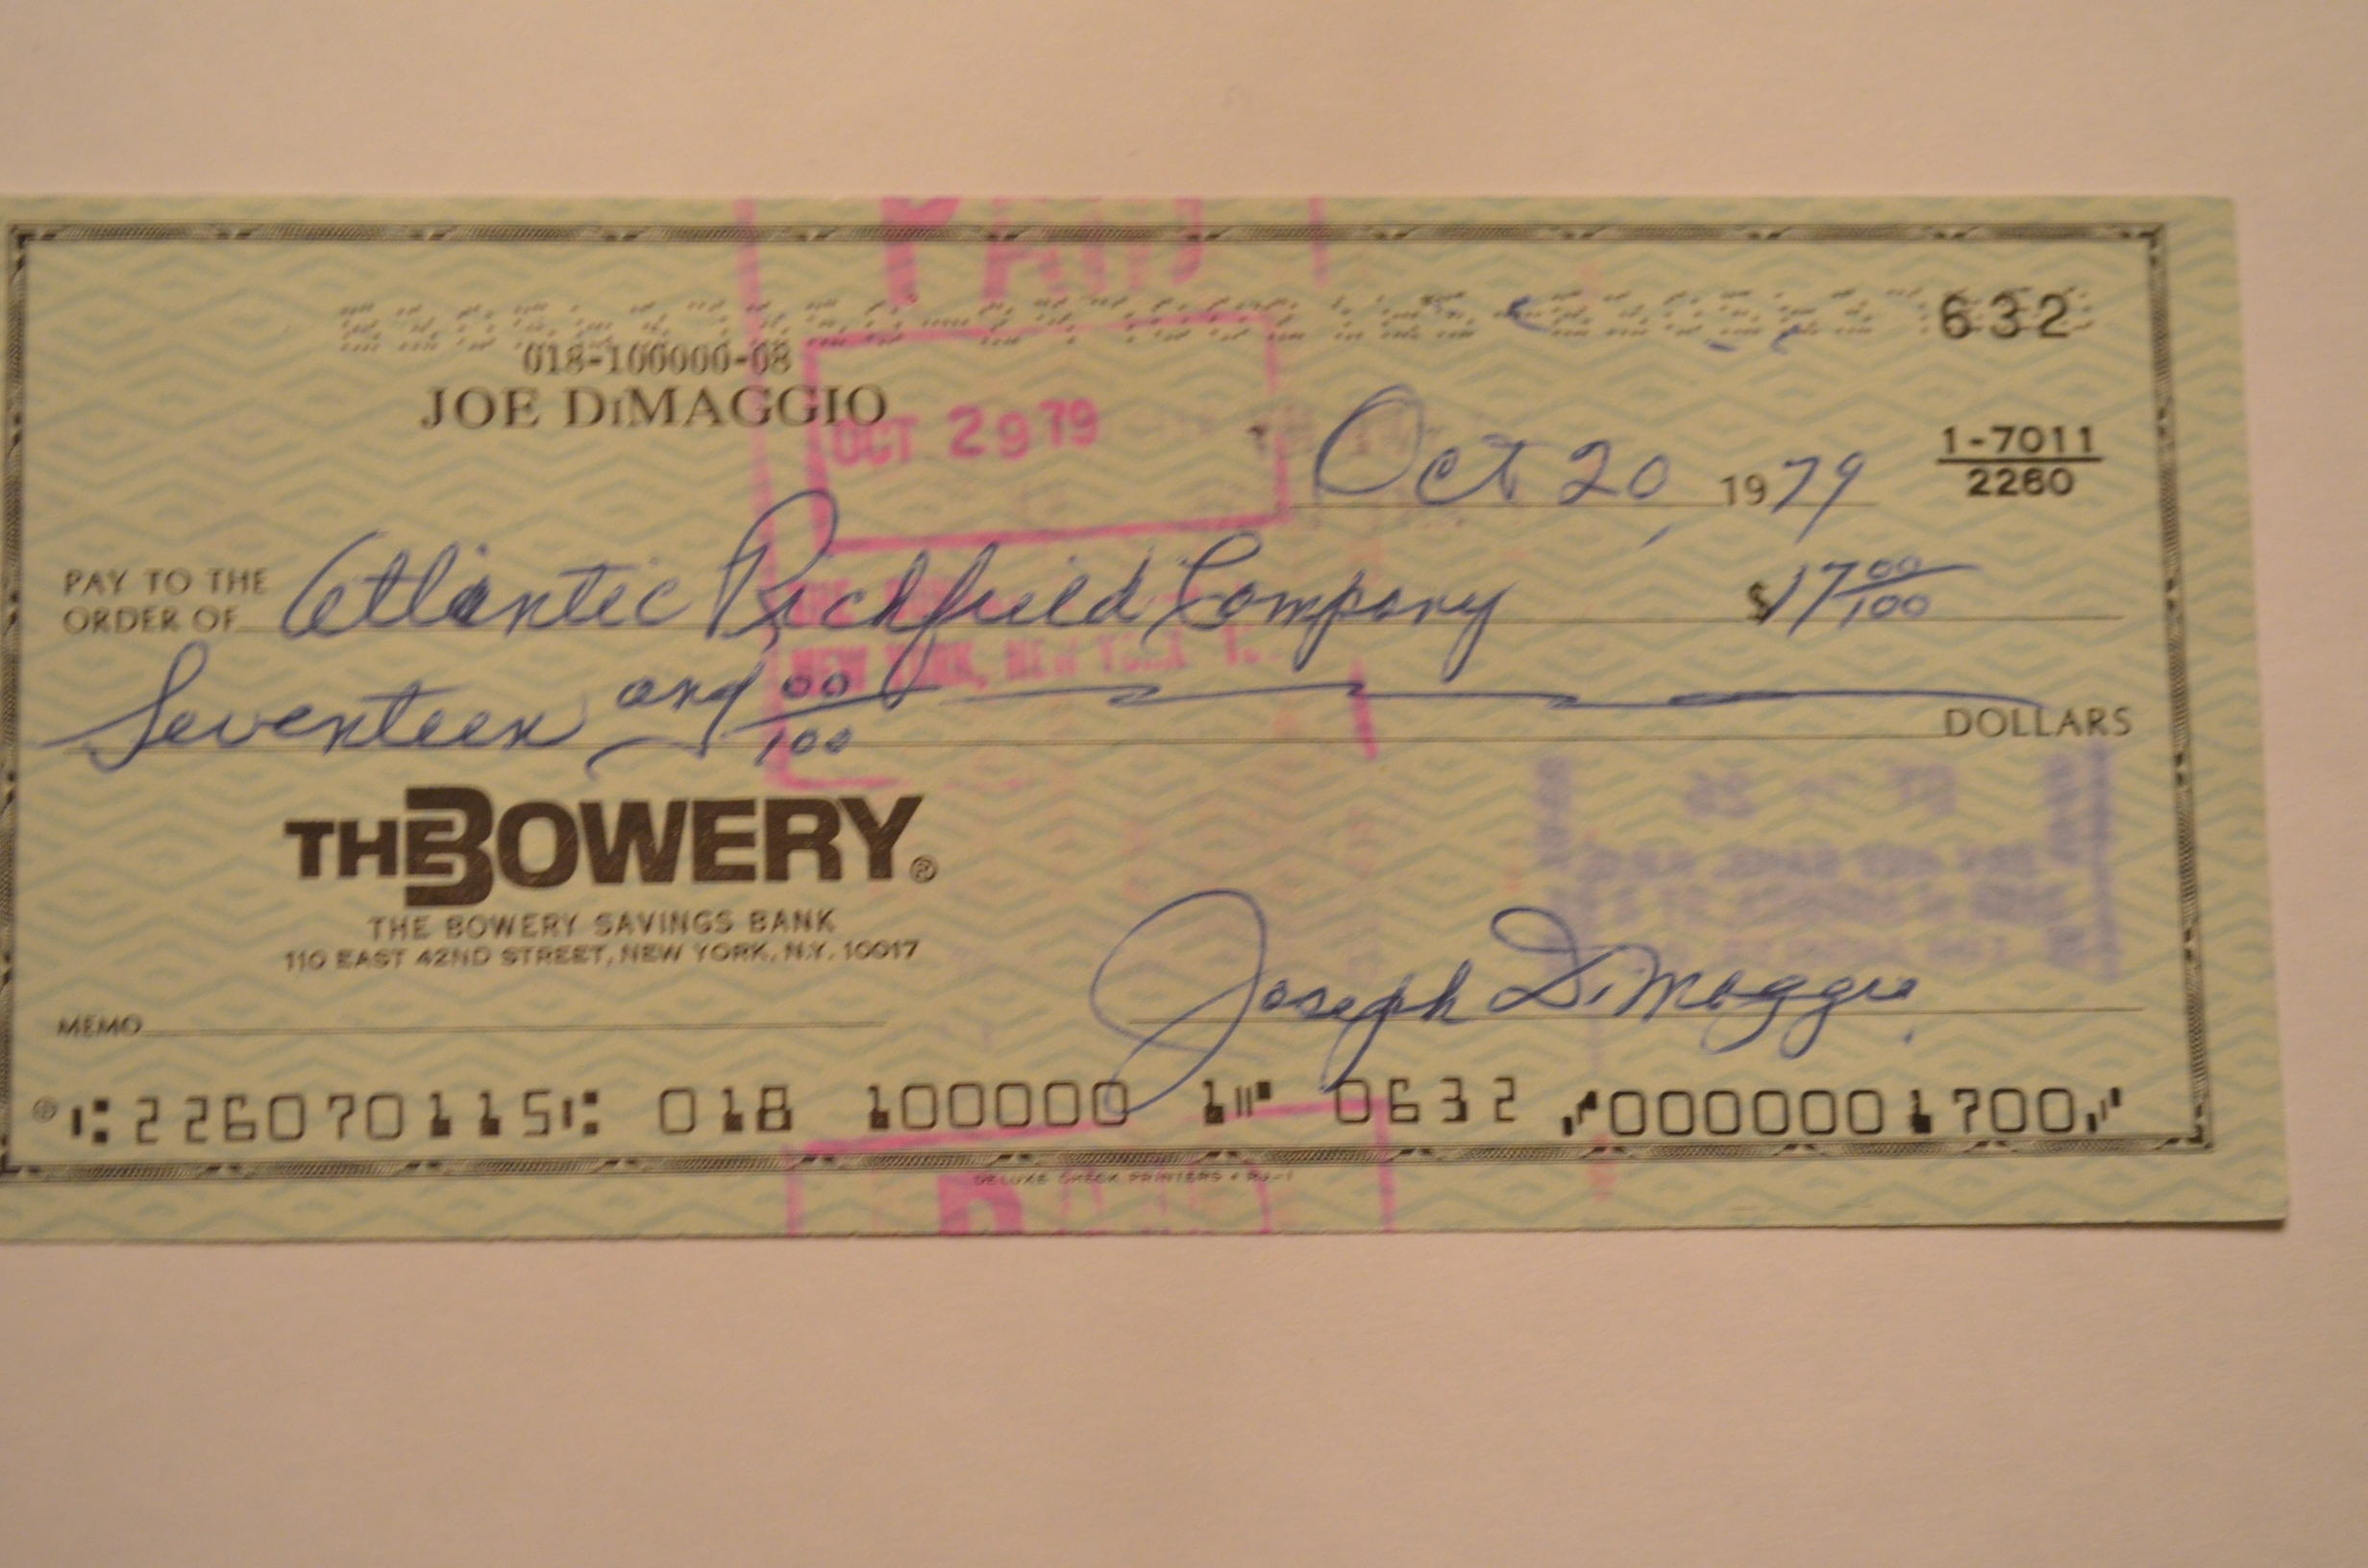 PAID
632
018-100000-08
JOE DiMAGGIO
OCT 29 79
Oct 20, 1979
1-7011
2260
PAY TO THE
ORDER OF Atlantic Richfield Company $17 00/100
NEW YORK, NEW YORK
Seventeen and 00/100 DOLLARS
THE BOWERY®
THE BOWERY SAVINGS BANK
110 EAST 42ND STREET, NEW YORK, N.Y. 10017
Joseph DiMaggio
MEMO
⑆226070115⑆ 018 100000 1⑈ 0632 ⑇0000001700⑇
DELUXE CHECK PRINTERS